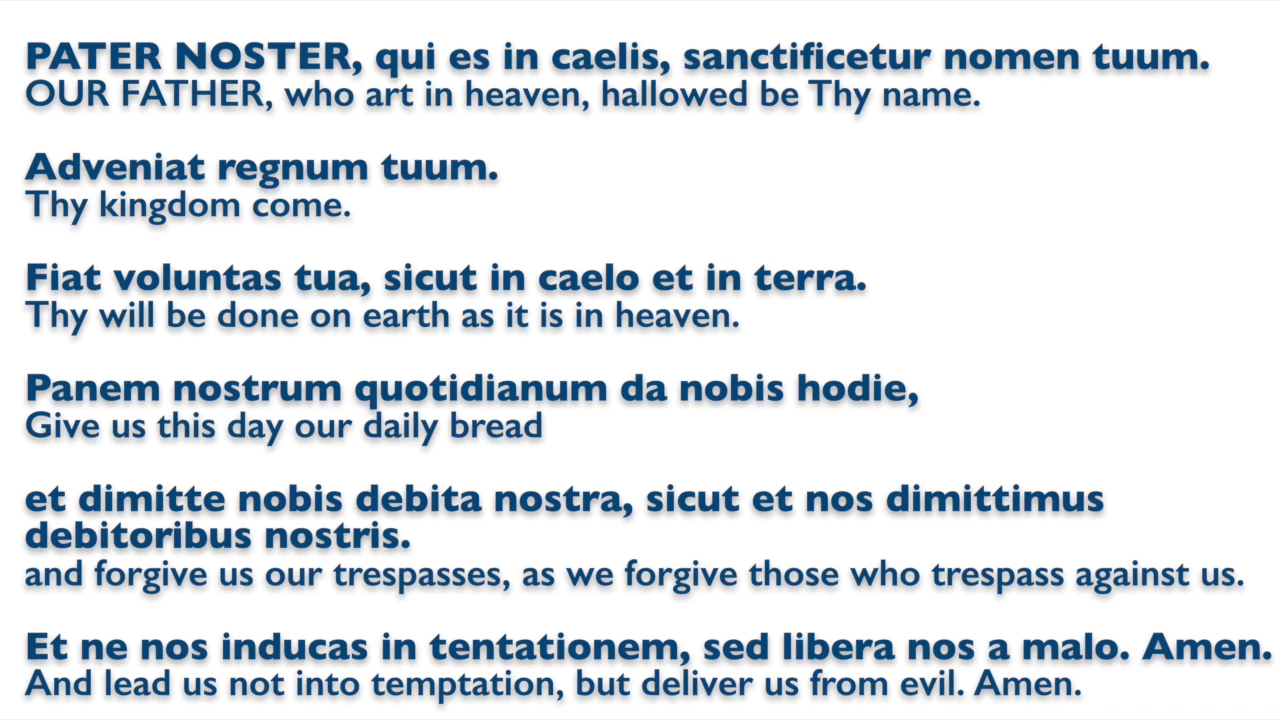 PATER NOSTER, qui es in caelis, sanctificetur nomen tuum.
OUR FATHER, who art in heaven, hallowed be Thy name.
Adveniat regnum tuum.
Thy kingdom come.
Fiat voluntas tua, sicut in caelo et in terra.
Thy will be done on earth as it is in heaven.
Panem nostrum quotidianum da nobis hodie,
Give us this day our daily bread
et dimitte nobis debita nostra, sicut et nos dimittimus
debitoribus nostris.
and forgive us our trespasses, as we forgive those who trespass against us.
Et ne nos inducas in tentationem, sed libera nos a malo. Amen.
And lead us not into temptation, but deliver us from evil. Amen.